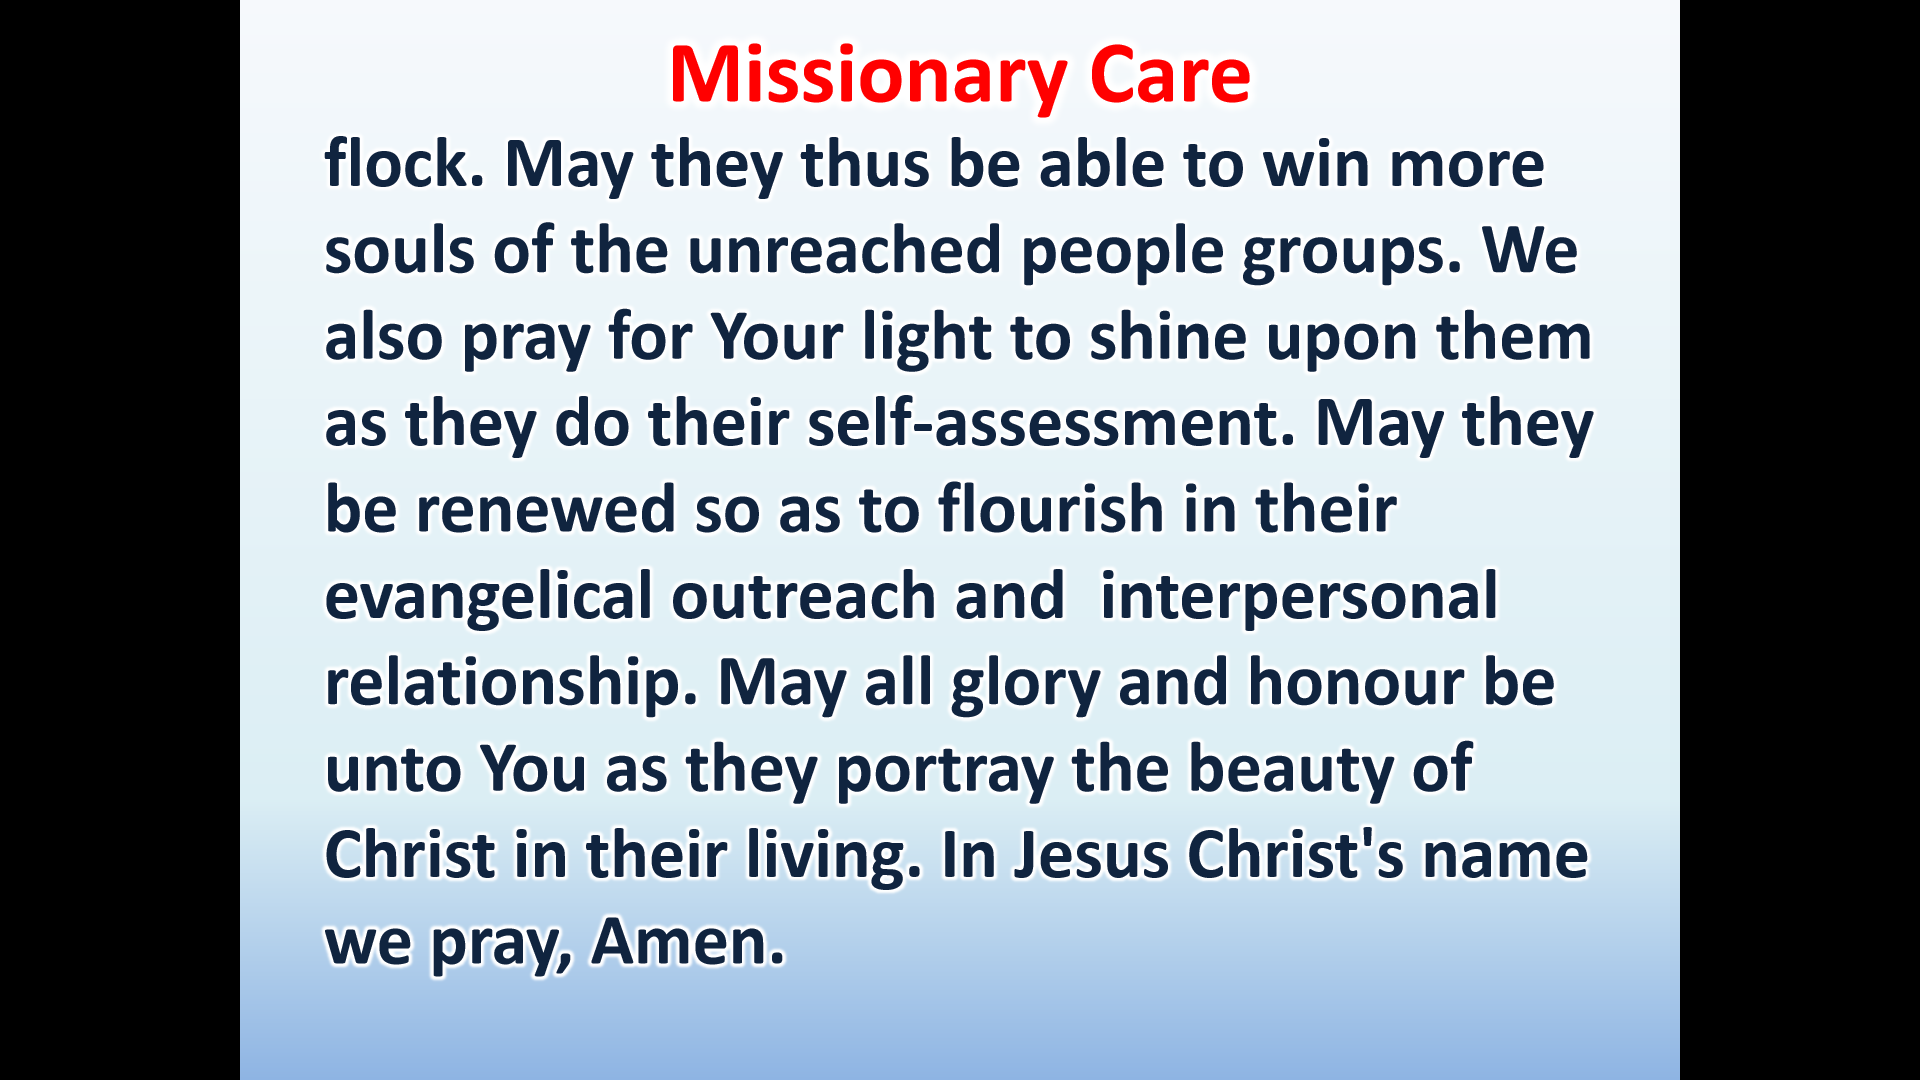 Missionary Care
flock. May they thus be able to win more
souls of the unreached people groups. We
also pray for Your light to shine upon them
as they do their self-assessment. May they
be renewed so as to flourish in their
evangelical outreach and  interpersonal
relationship. May all glory and honour be
unto You as they portray the beauty of
Christ in their living. In Jesus Christ's name
we pray, Amen.